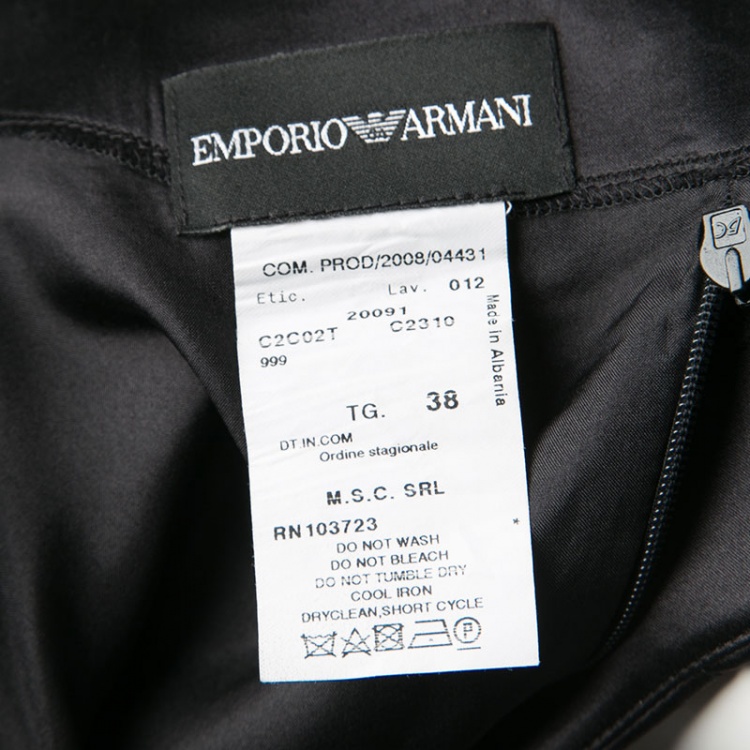 EMPORIO ARMANI
COM. PROD/2008/04431
Etic. Lav. 012
20091
C2C02T C2310
999
Made in Albania
TG. 38
DT.IN.COM
Ordine stagionale
M.S.C. SRL
RN103723 *
DO NOT WASH
DO NOT BLEACH
DO NOT TUMBLE DRY
COOL IRON
DRYCLEAN,SHORT CYCLE
P